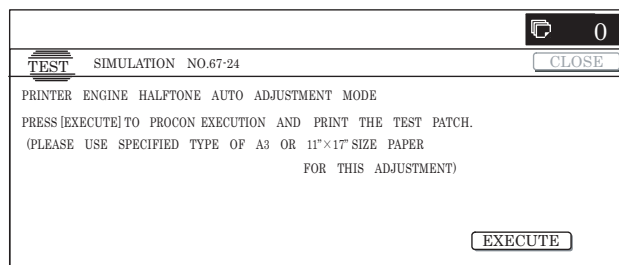 0
TEST SIMULATION NO.67-24 CLOSE
PRINTER ENGINE HALFTONE AUTO ADJUSTMENT MODE
PRESS [EXECUTE] TO PROCON EXECUTION AND PRINT THE TEST PATCH.
(PLEASE USE SPECIFIED TYPE OF A3 OR 11"×17" SIZE PAPER
FOR THIS ADJUSTMENT)
EXECUTE